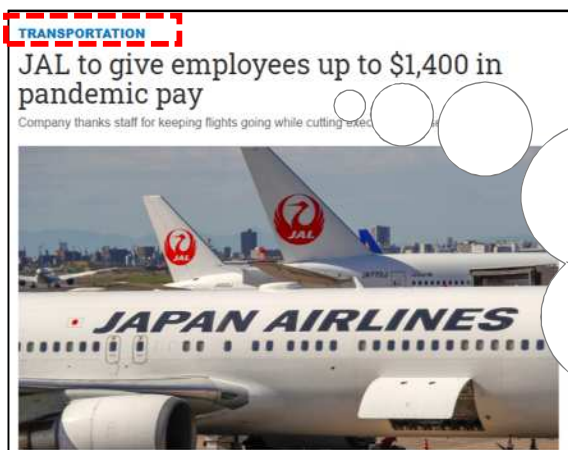 TRANSPORTATION
JAL to give employees up to $1,400 in
pandemic pay
Company thanks staff for keeping flights going while cutting
JAL
JAL
JAPAN AIRLINES